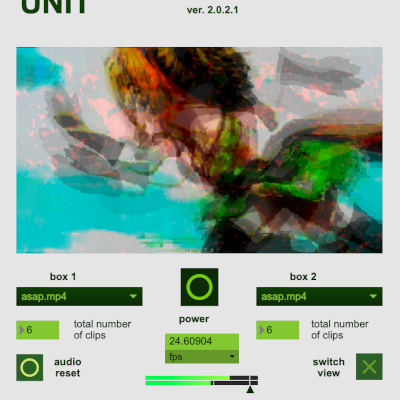 UNIT
ver. 2.0.2.1
box 1
box 2
asap.mp4
asap.mp4
power
6
total number
of clips
24.60904
fps
6
total number
of clips
audio
reset
switch
view